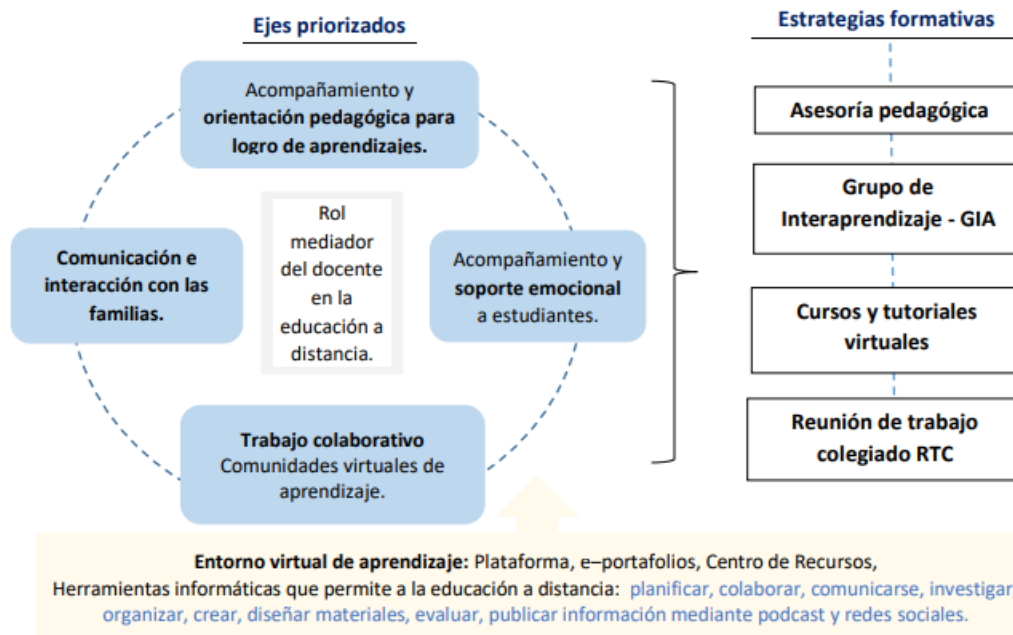 Ejes priorizados
Acompañamiento y
orientación pedagógica para
logro de aprendizajes.
Comunicación e
interacción con las
familias.
Rol
mediador
del docente
en la
educación a
distancia.
Acompañamiento y
soporte emocional
a estudiantes.
Trabajo colaborativo
Comunidades virtuales de
aprendizaje.
Estrategias formativas
Asesoría pedagógica
Grupo de
Interaprendizaje - GIA
Cursos y tutoriales
virtuales
Reunión de trabajo
colegiado RTC
Entorno virtual de aprendizaje: Plataforma, e–portafolios, Centro de Recursos,
Herramientas informáticas que permite a la educación a distancia: planificar, colaborar, comunicarse, investigar
organizar, crear, diseñar materiales, evaluar, publicar información mediante podcast y redes sociales.